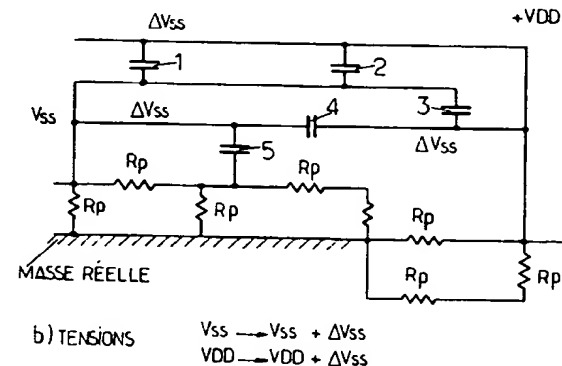 ΔVss
+VDD
1
2
3
Vss
ΔVss
4
ΔVss
5
Rp
Rp
Rp
Rp
Rp
Rp
Rp
MASSE RÉELLE
b) TENSIONS
Vss → Vss + ΔVss
VDD → VDD + ΔVss